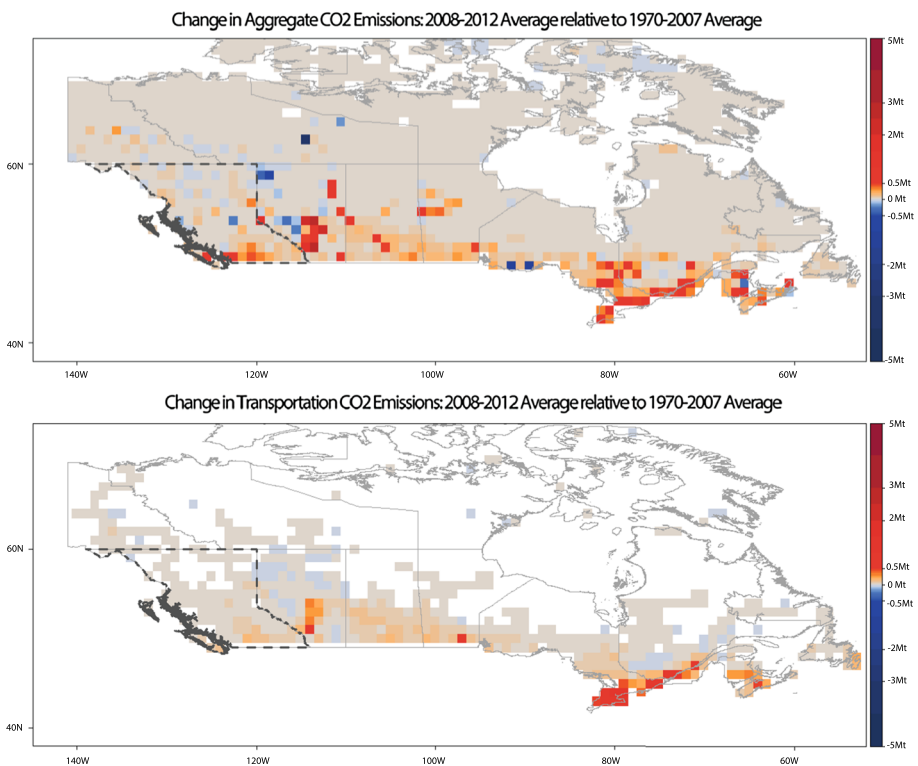 Change in Aggregate CO2 Emissions: 2008-2012 Average relative to 1970-2007 Average
5Mt
3Mt
2Mt
0.5Mt
0 Mt
-0.5Mt
-2Mt
-3Mt
-5Mt
60N
40N
140W 120W 100W 80W 60W
Change in Transportation CO2 Emissions: 2008-2012 Average relative to 1970-2007 Average
5Mt
3Mt
2Mt
0.5Mt
0 Mt
-0.5Mt
-2Mt
-3Mt
-5Mt
60N
40N
140W 120W 100W 80W 60W